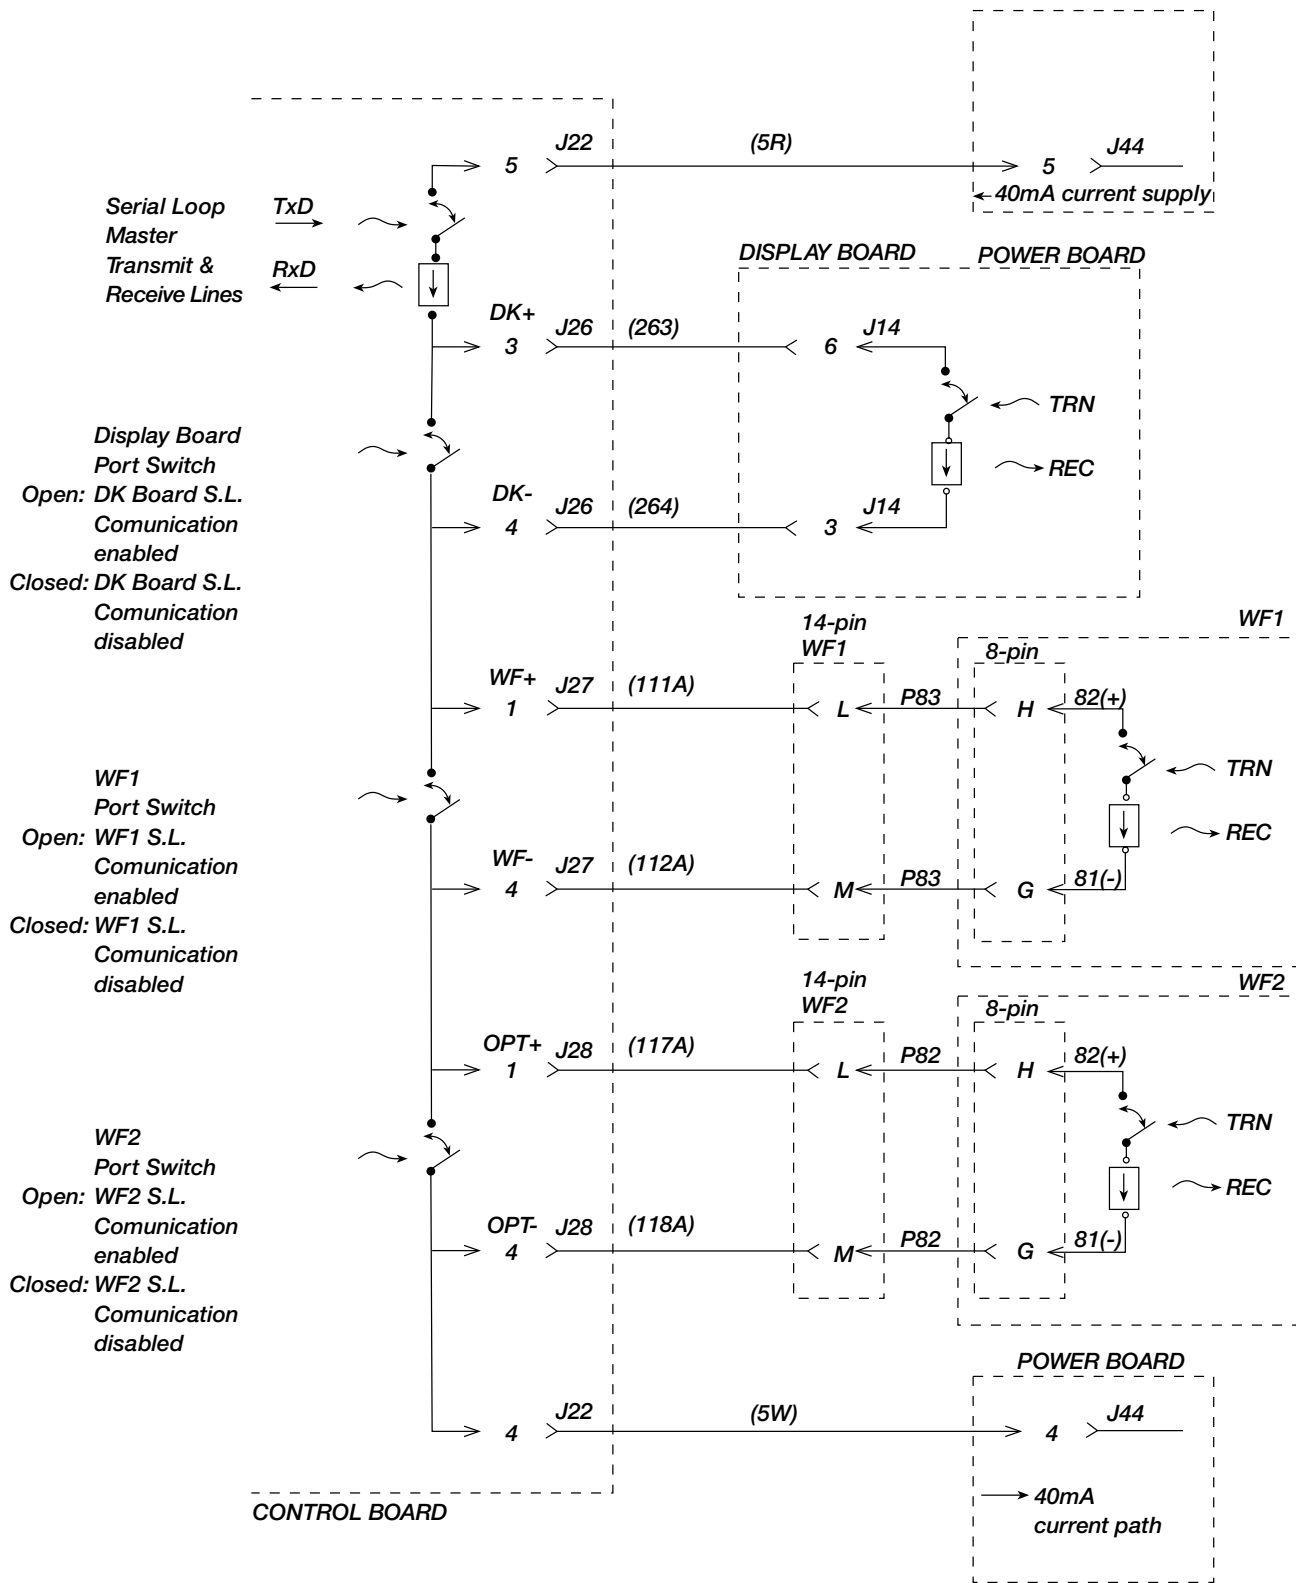 J22
(5R)
J44
5
5
40mA current supply
Serial Loop
Master
Transmit &
Receive Lines
TxD
RxD
DISPLAY BOARD
POWER BOARD
DK+
J26
(263)
J14
3
6
TRN
REC
Display Board
Port Switch
Open: DK Board S.L.
Comunication
enabled
Closed: DK Board S.L.
Comunication
disabled
DK-
J26
(264)
J14
4
3
14-pin
WF1
WF1
8-pin
WF+
J27
(111A)
P83
82(+)
1
L
H
TRN
REC
WF1
Port Switch
Open: WF1 S.L.
Comunication
enabled
Closed: WF1 S.L.
Comunication
disabled
WF-
J27
(112A)
P83
81(-)
4
M
G
14-pin
WF2
WF2
8-pin
OPT+
J28
(117A)
P82
82(+)
1
L
H
TRN
REC
WF2
Port Switch
Open: WF2 S.L.
Comunication
enabled
Closed: WF2 S.L.
Comunication
disabled
OPT-
J28
(118A)
P82
81(-)
4
M
G
POWER BOARD
J22
(5W)
J44
4
4
40mA
current path
CONTROL BOARD